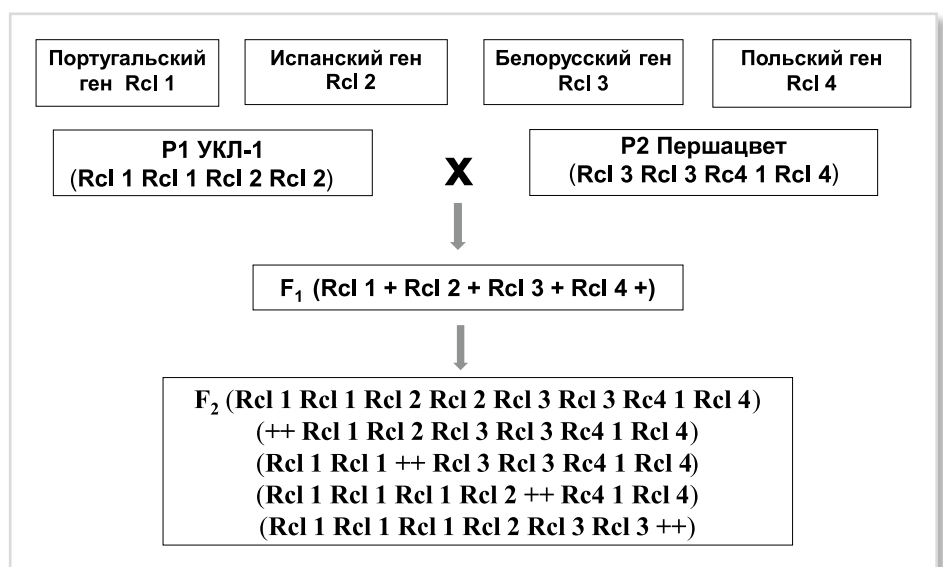 Португальский
ген Rcl 1
Испанский ген
Rcl 2
Белорусский ген
Rcl 3
Польский ген
Rcl 4
P1 УКЛ-1
(Rcl 1 Rcl 1 Rcl 2 Rcl 2)
X
P2 Першацвет
(Rcl 3 Rcl 3 Rc4 1 Rcl 4)
F1 (Rcl 1 + Rcl 2 + Rcl 3 + Rcl 4 +)
F2 (Rcl 1 Rcl 1 Rcl 2 Rcl 2 Rcl 3 Rcl 3 Rc4 1 Rcl 4)
(++ Rcl 1 Rcl 2 Rcl 3 Rcl 3 Rc4 1 Rcl 4)
(Rcl 1 Rcl 1 ++ Rcl 3 Rcl 3 Rc4 1 Rcl 4)
(Rcl 1 Rcl 1 Rcl 1 Rcl 2 ++ Rc4 1 Rcl 4)
(Rcl 1 Rcl 1 Rcl 1 Rcl 2 Rcl 3 Rcl 3 ++)